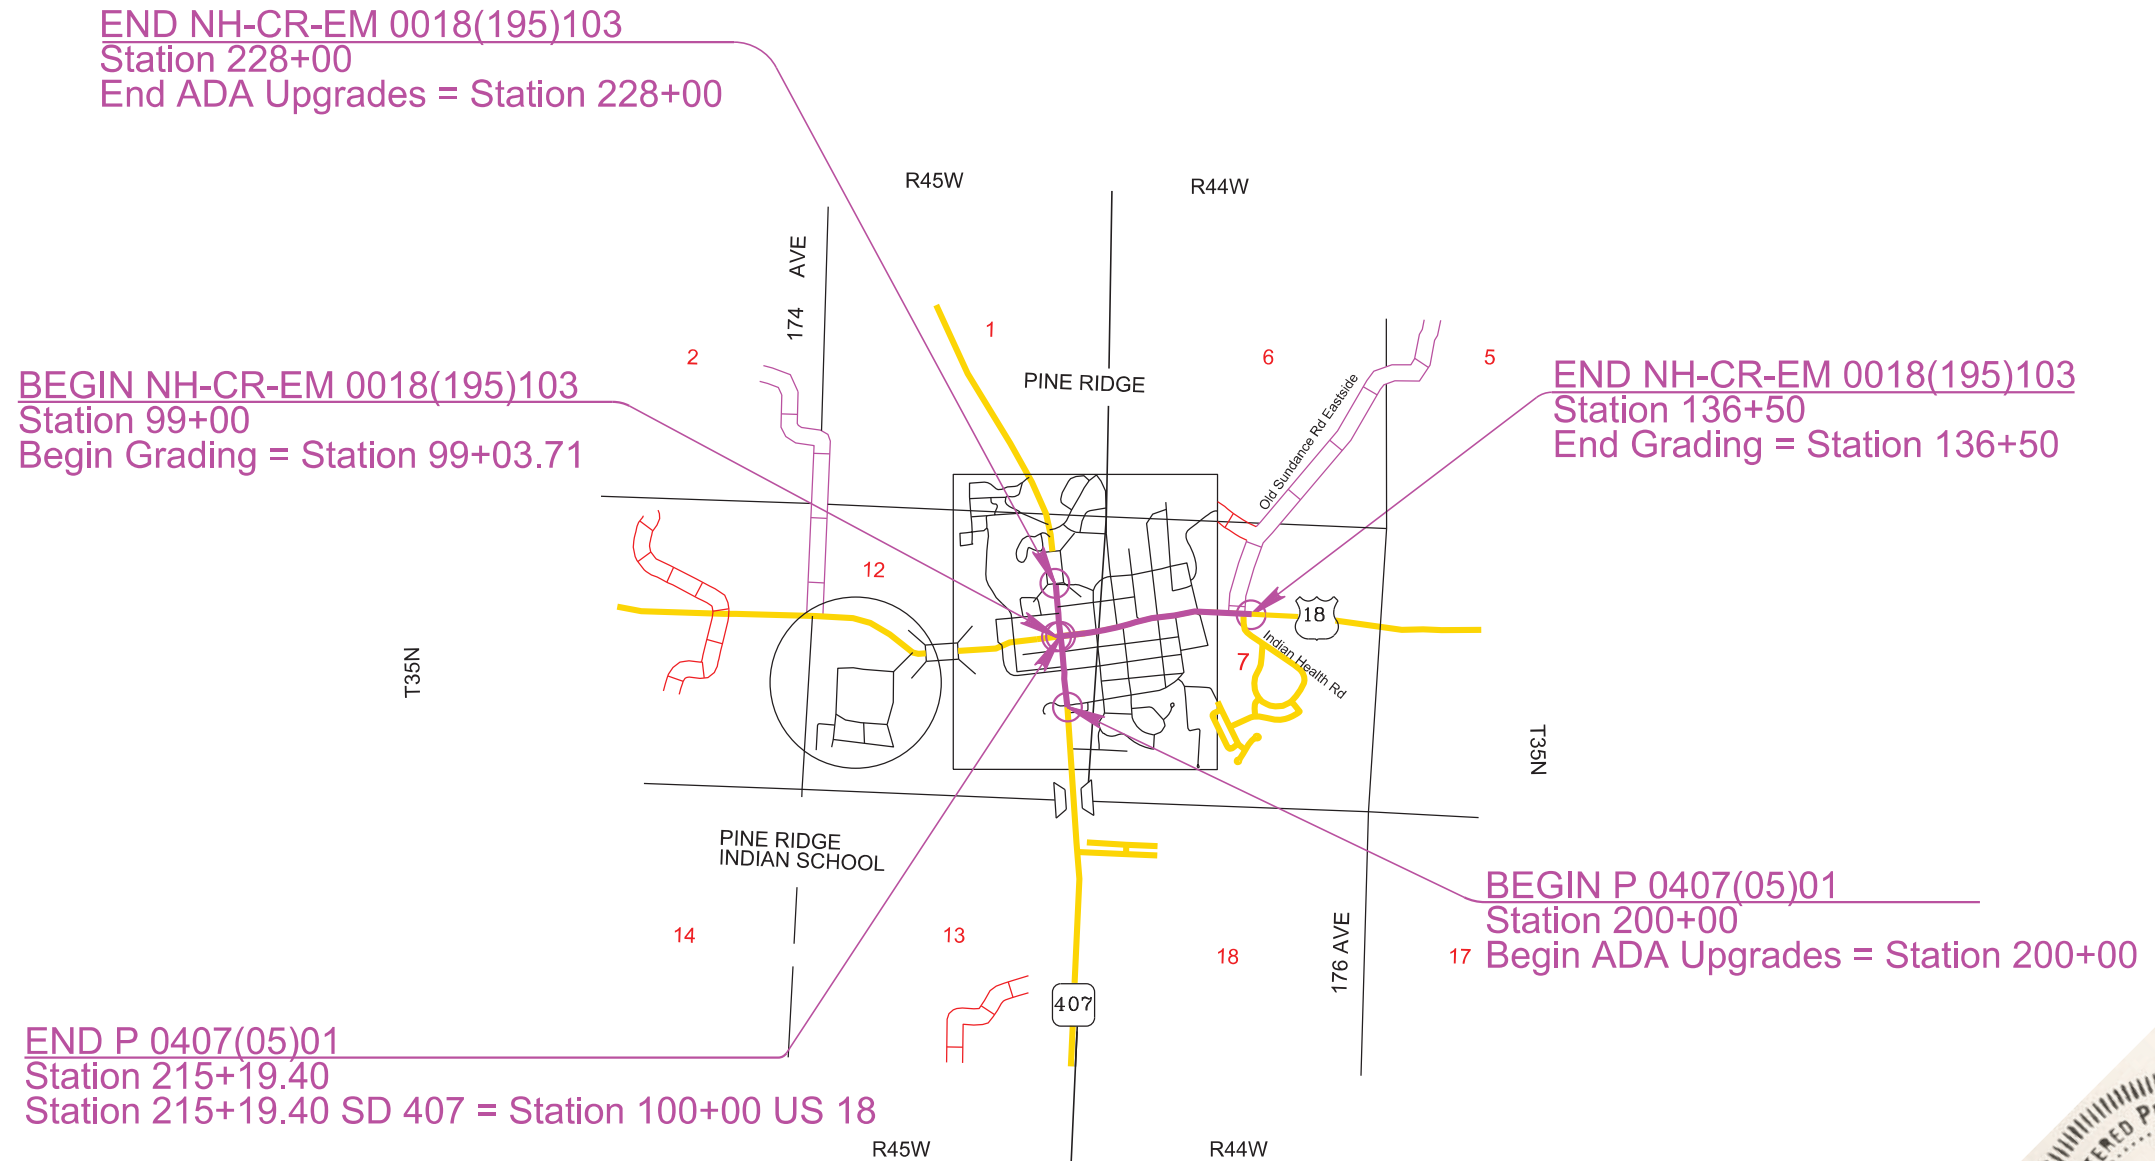 END NH-CR-EM 0018(195)103
Station 228+00
End ADA Upgrades = Station 228+00
R45W
R44W
174 AVE
1
2
6
5
PINE RIDGE
Old Sundance Rd Eastside
BEGIN NH-CR-EM 0018(195)103
Station 99+00
Begin Grading = Station 99+03.71
END NH-CR-EM 0018(195)103
Station 136+50
End Grading = Station 136+50
12
18
7
Indian Health Rd
T35N
T35N
PINE RIDGE
INDIAN SCHOOL
14
13
18
17
176 AVE
407
BEGIN P 0407(05)01
Station 200+00
Begin ADA Upgrades = Station 200+00
END P 0407(05)01
Station 215+19.40
Station 215+19.40 SD 407 = Station 100+00 US 18
R45W
R44W